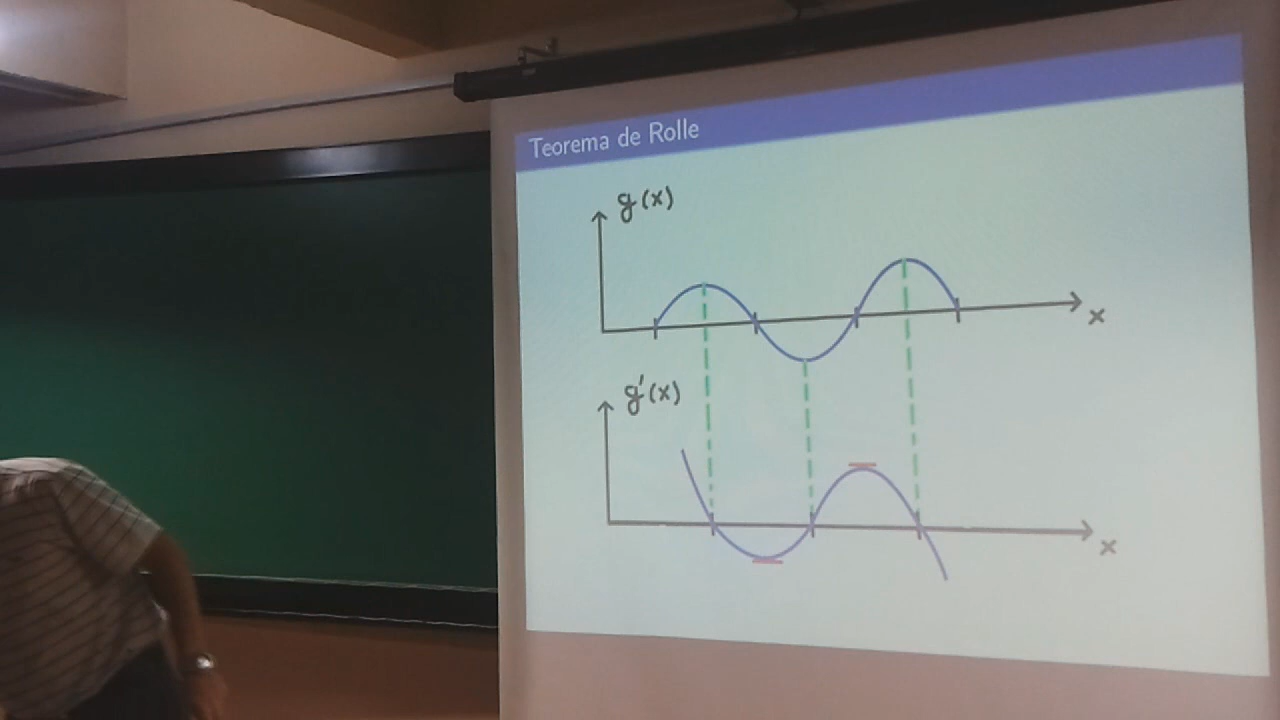 Teorema de Rolle
g(x)
x
g'(x)
x